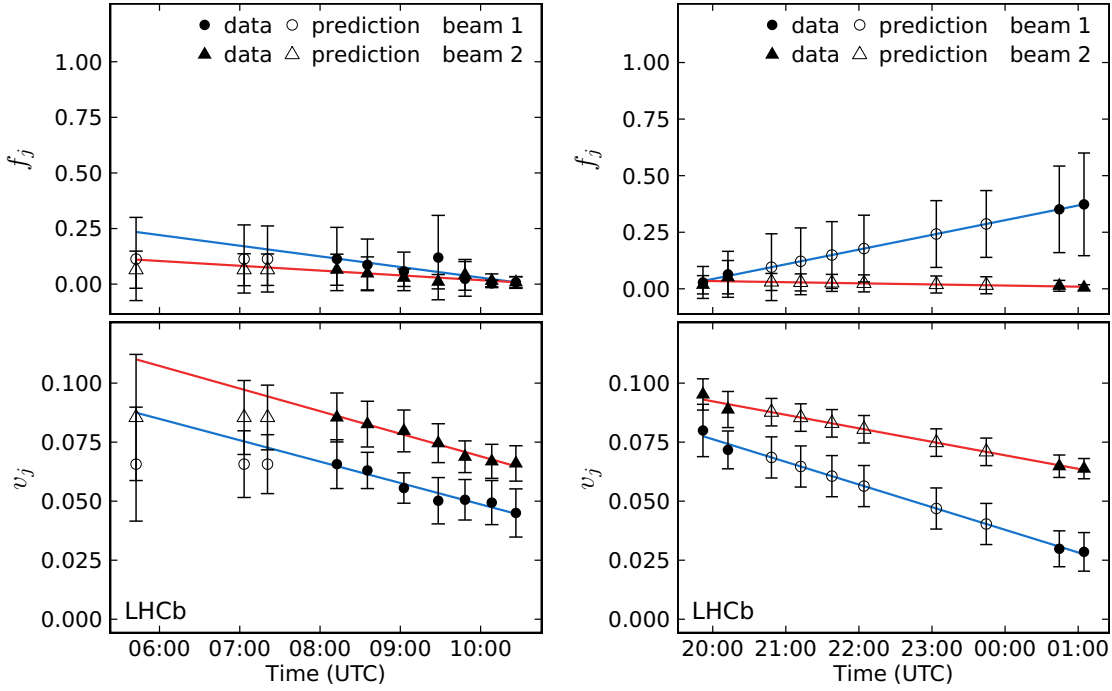 data prediction beam 1
data prediction beam 2
1.00
0.75
0.50
0.25
0.00
f_j
data prediction beam 1
data prediction beam 2
1.00
0.75
0.50
0.25
0.00
f_j
0.100
0.075
0.050
0.025
0.000
v_j
LHCb
06:00 07:00 08:00 09:00 10:00
Time (UTC)
0.100
0.075
0.050
0.025
0.000
v_j
LHCb
20:00 21:00 22:00 23:00 00:00 01:00
Time (UTC)